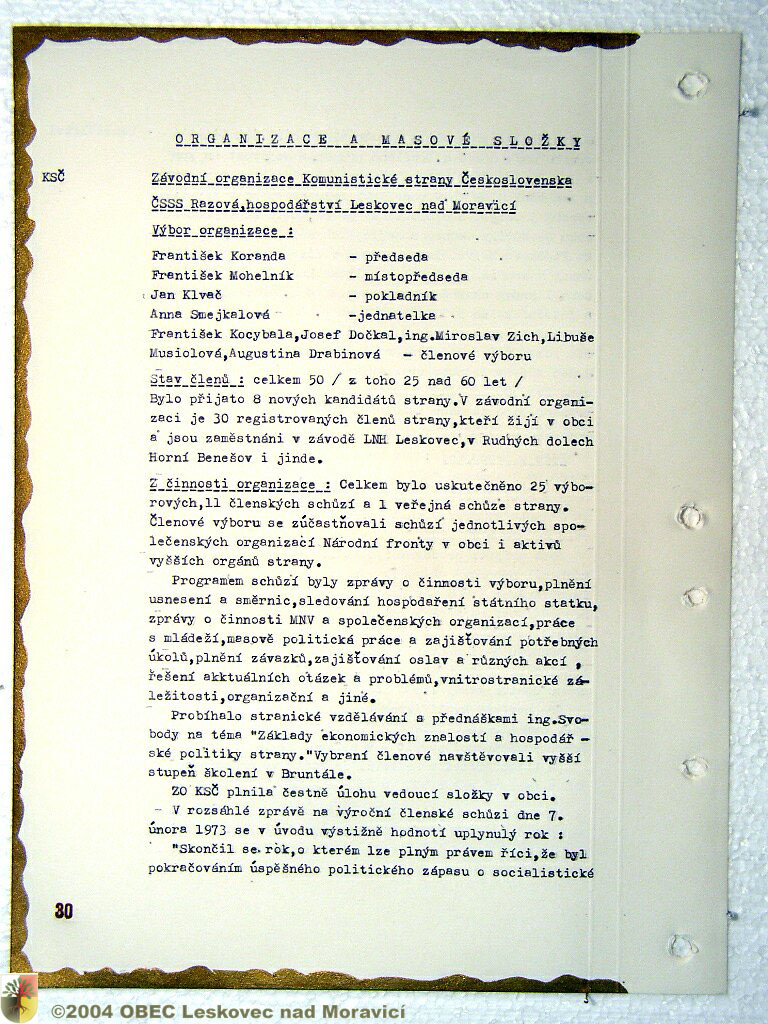 ORGANIZACE A MASOVÉ SLOŽKY
KSČ
Závodní organizace Komunistické strany Československa
ČSSS Razová,hospodářství Leskovec nad Moravicí
Výbor organizace :
František Koranda - předseda
František Mohelník - místopředseda
Jan Klvač - pokladník
Anna Smejkalová -jednatelka
František Kocybala,Josef Dočkal,ing.Miroslav Zich,Libuše
Musiolová,Augustina Drabinová - členové výboru
Stav členů : celkem 50 / z toho 25 nad 60 let /
Bylo přijato 8 nových kandidátů strany.V závodní organi-
zaci je 30 registrovaných členů strany,kteří žijí v obci
a jsou zaměstnáni v závodě LNH Leskovec,v Rudných dolech
Horní Benešov i jinde.
Z činnosti organizace : Celkem bylo uskutečněno 25 výbo-
rových,11 členských schůzí a 1 veřejná schůze strany.
Členové výboru se zúčastňovali schůzí jednotlivých spo-
lečenských organizací Národní fronty v obci i aktivů
vyšších orgánů strany.
Programem schůzí byly zprávy o činnosti výboru,plnění
usnesení a směrnic,sledování hospodaření státního statku,
zprávy o činnosti MNV a společenských organizací,práce
s mládeží,masově politická práce a zajišťování potřebných
úkolů,plnění závazků,zajišťování oslav a různých akcí ,
řešení akktuálních otázek a problémů,vnitrostranické zá-
ležitosti,organizační a jiné.
Probíhalo stranické vzdělávání s přednáškami ing.Svo-
body na téma "Základy ekonomických znalostí a hospodář -
ské politiky strany."Vybraní členové navštěvovali vyšší
stupeň školení v Bruntále.
ZO KSČ plnila čestně úlohu vedoucí složky v obci.
- V rozsáhlé zprávě na výroční členské schůzi dne 7.
února 1973 se v úvodu výstižně hodnotí uplynulý rok :
"Skončil se rok,o kterém lze plným právem říci,že byl
pokračováním úspěšného politického zápasu o socialistické
30
©2004 OBEC Leskovec nad Moravicí